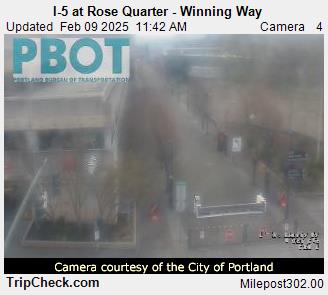 I-5 at Rose Quarter - Winning Way
Updated Feb 09 2025 11:42 AM Camera 4
PBOT
PORTLAND BUREAU OF TRANSPORTATION
Camera courtesy of the City of Portland
TripCheck.com Milepost302.00